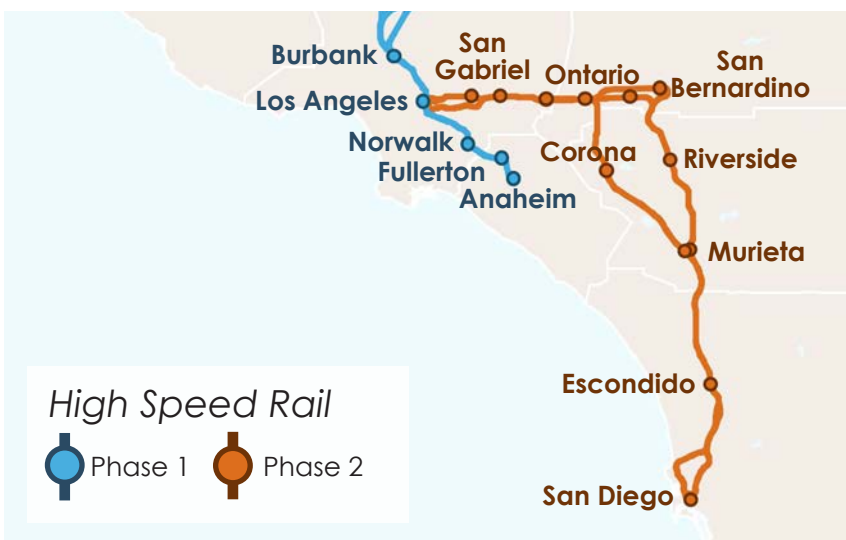 Burbank
San
Gabriel
Ontario
San
Bernardino
Los Angeles
Norwalk
Corona
Fullerton
Riverside
Anaheim
Murieta
Escondido
High Speed Rail
Phase 1
Phase 2
San Diego